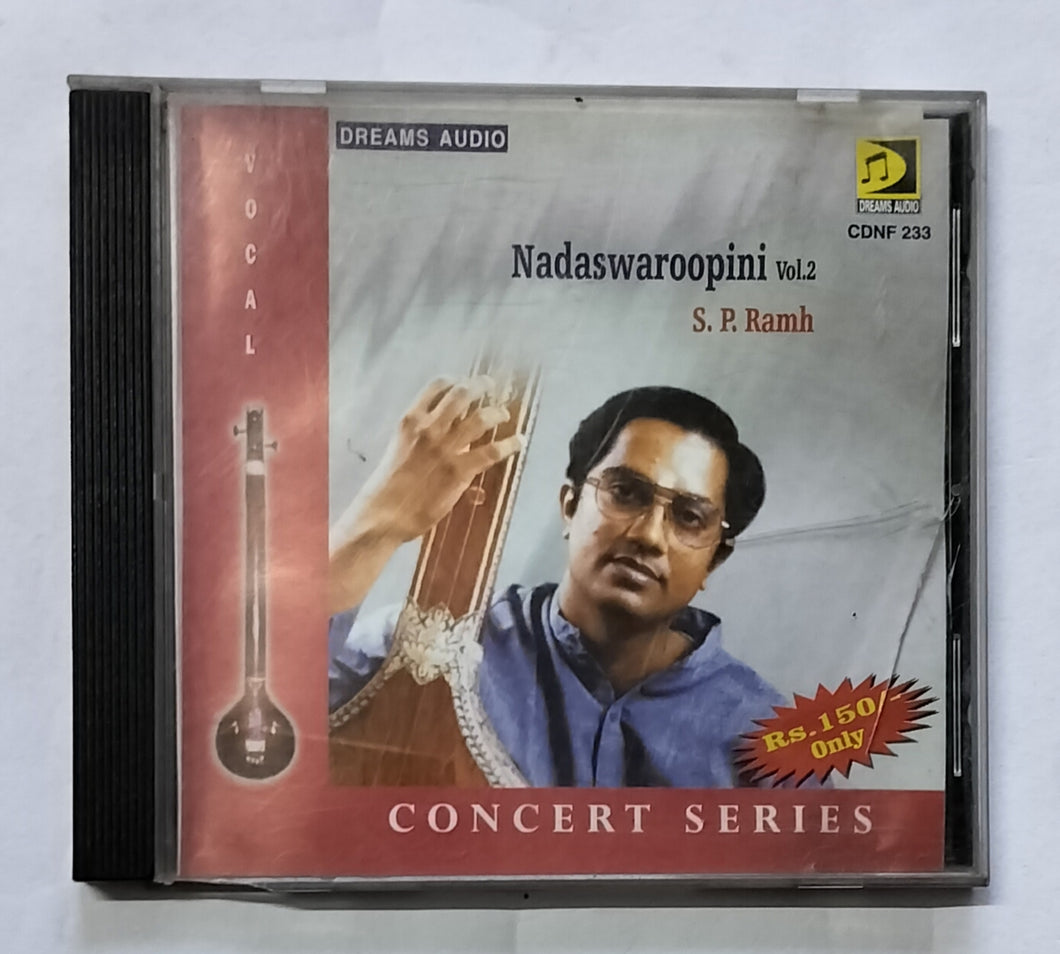 DREAMS AUDIO
VOCAL
DREAMS AUDIO
CDNF 233
Nadaswaroopini Vol.2
S. P. Ramh
Rs.150/-
Only
CONCERT SERIES